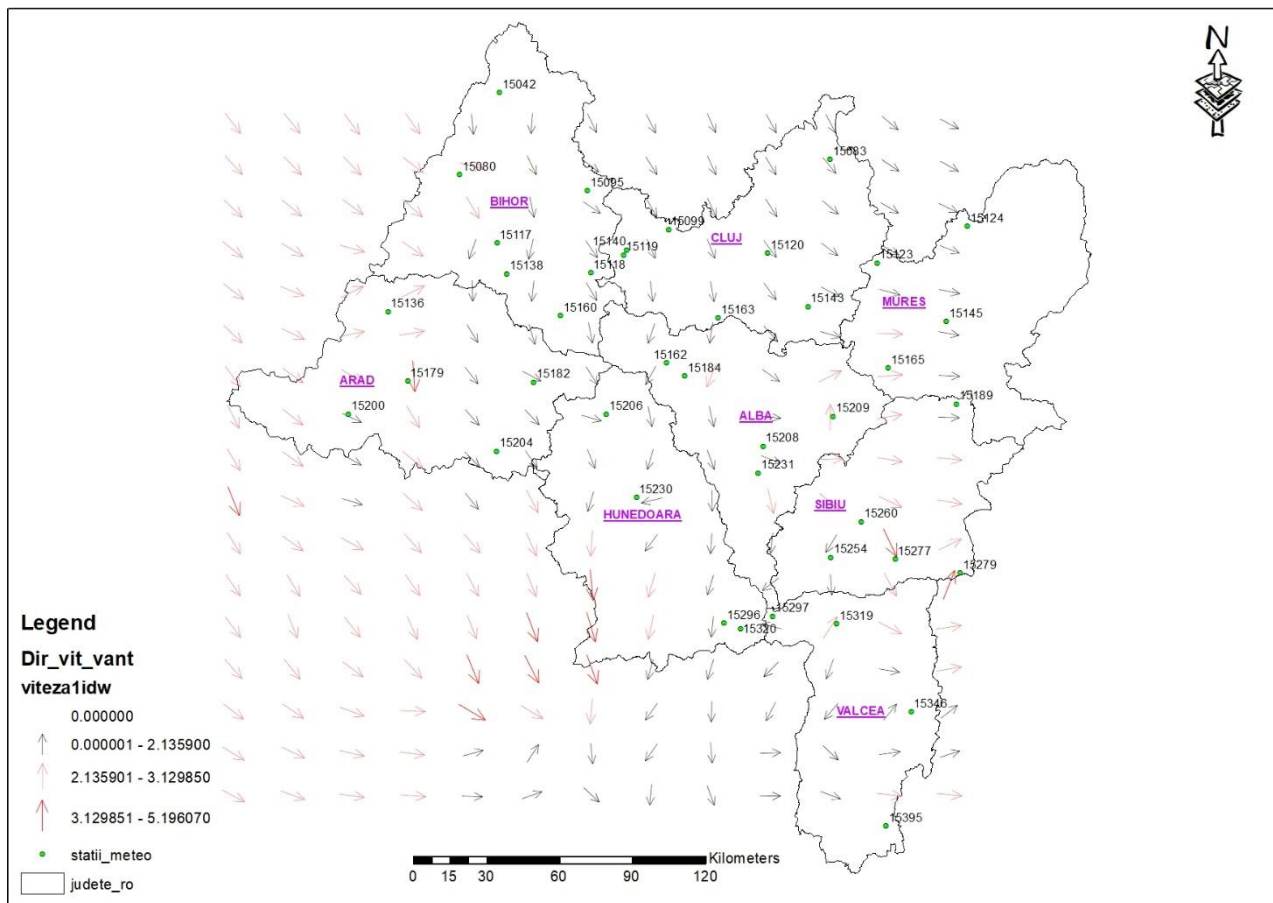 N
15042
15083
15080
15095
BIHOR
15124
15099
CLUJ
15117
15140
15119
15120
15123
15118
15138
MURES
15136
15160
15143
15163
15145
15162
15184
15165
15179
15182
ARAD
15200
15206
ALBA
15209
15189
15204
15208
15231
15230
HUNEDOARA
SIBIU
15260
15254
15277
15279
15296
15297
15320
15319
VALCEA
15346
15395
Legend
Dir_vit_vant
viteza1idw
0.000000
0.000001 - 2.135900
2.135901 - 3.129850
3.129851 - 5.196070
statii_meteo
judete_ro
Kilometers
0 15 30 60 90 120